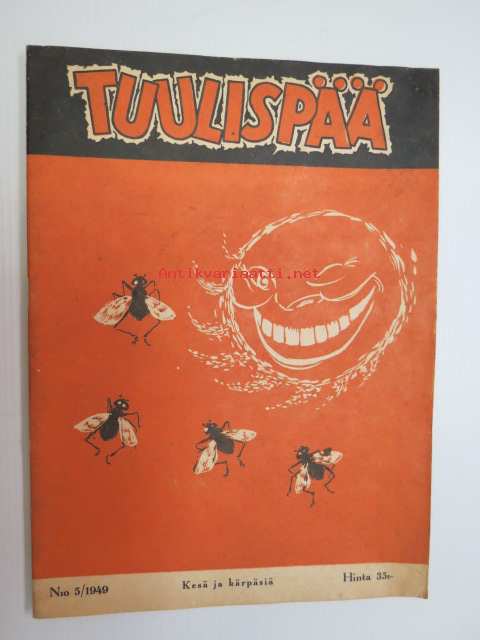 TUULISPÄÄ
Antikvariaatti.net
N:o 5/1949 Kesä ja kärpäsiä Hinta 35:-